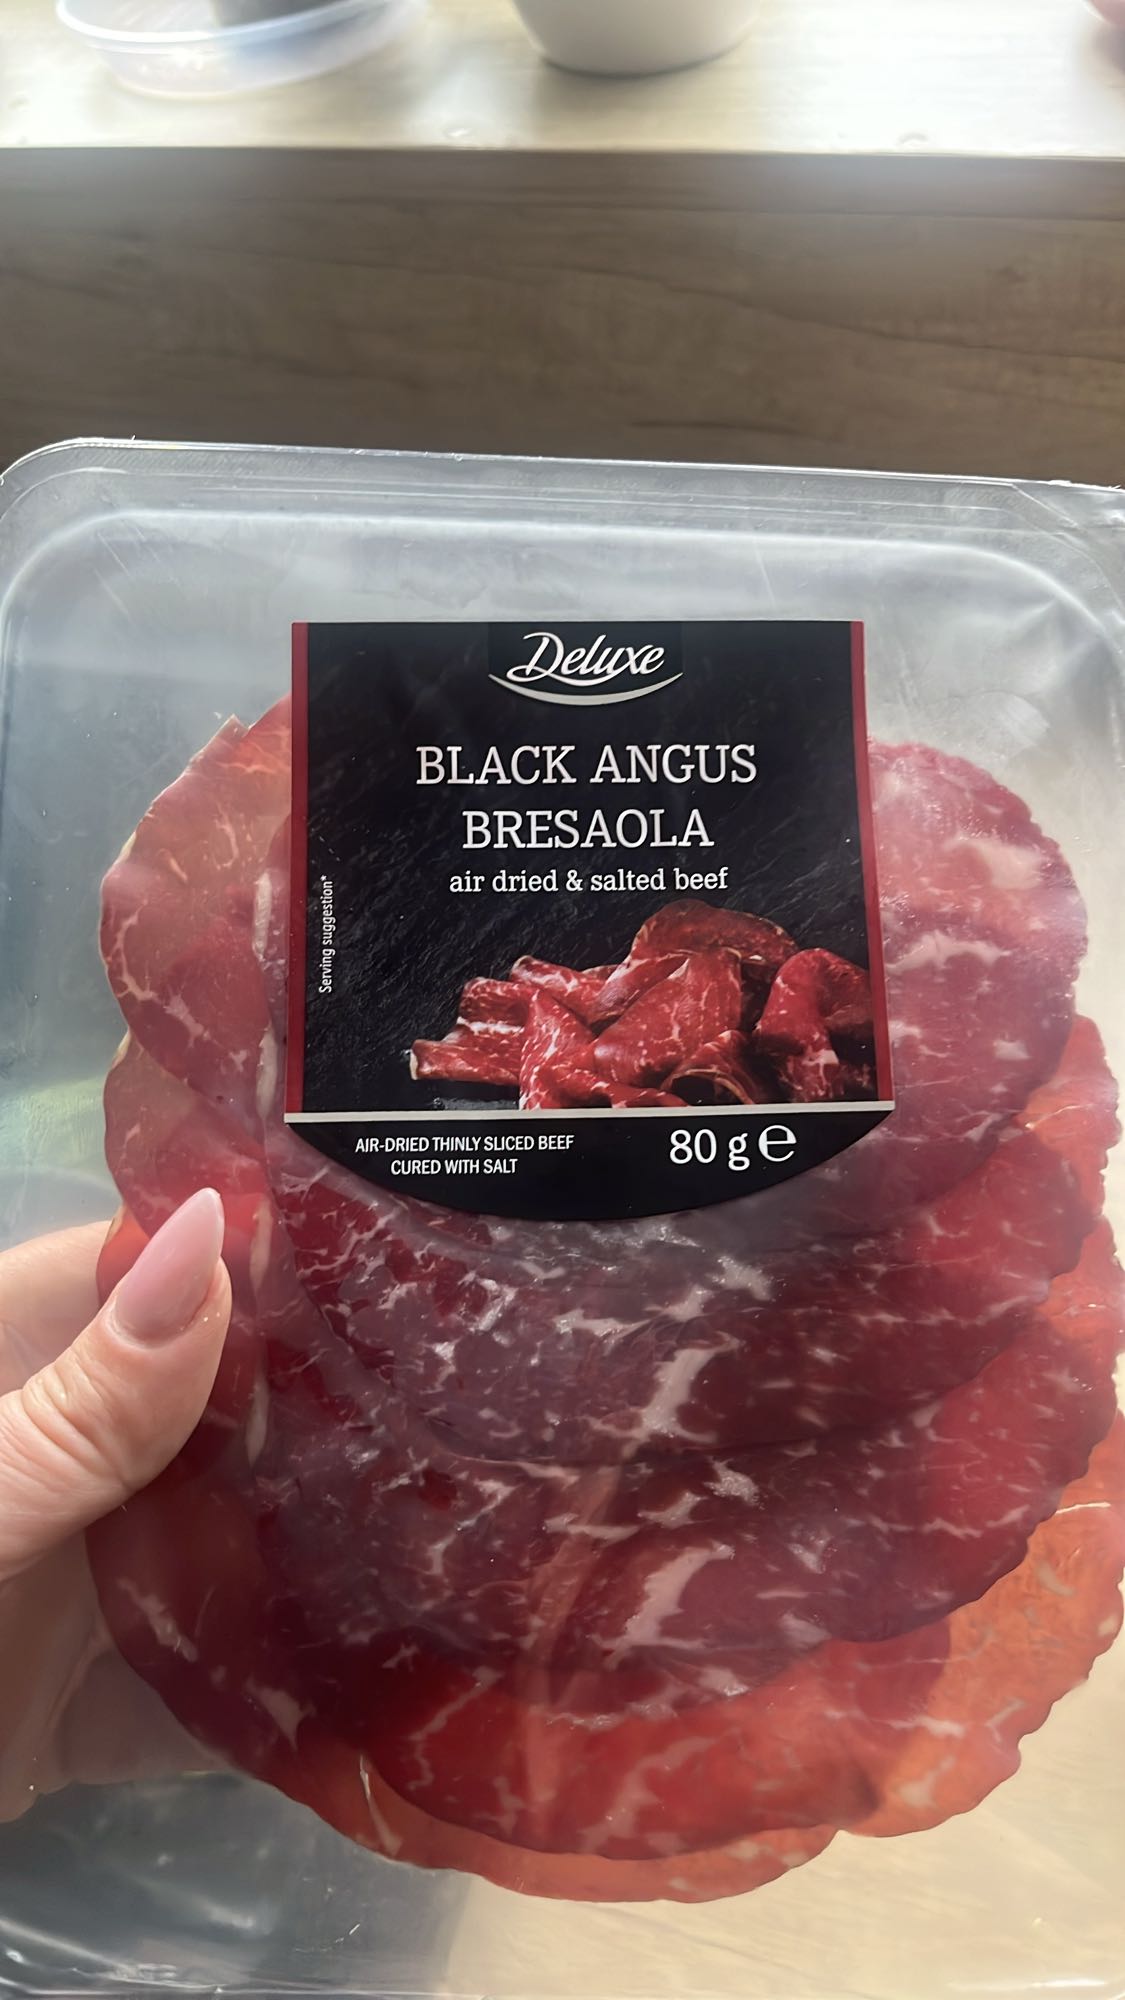 Deluxe
BLACK ANGUS
BRESAOLA
air dried & salted beef
Serving suggestion*
AIR-DRIED THINLY SLICED BEEF
CURED WITH SALT
80 g ℮